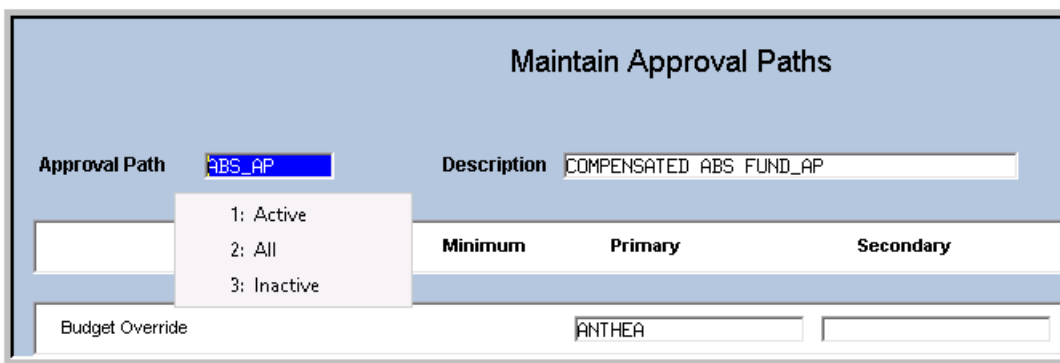 Maintain Approval Paths
Approval Path ABS_AP Description COMPENSATED ABS FUND_AP
1: Active
2: All
3: Inactive
Minimum Primary Secondary
Budget Override ANTHEA